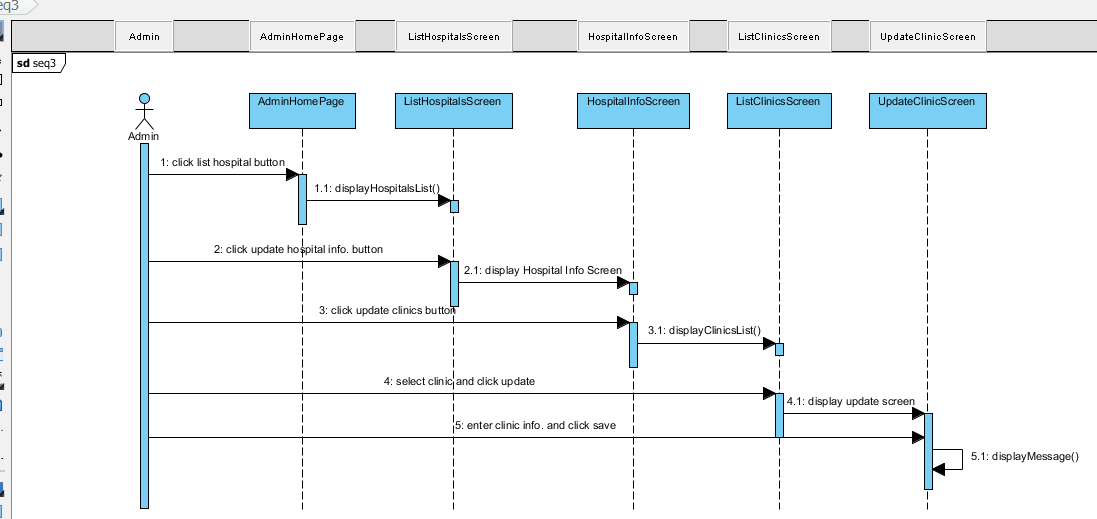 seq3
Admin
AdminHomePage
ListHospitalsScreen
HospitalInfoScreen
ListClinicsScreen
UpdateClinicScreen
sd seq3
AdminHomePage
ListHospitalsScreen
HospitalInfoScreen
ListClinicsScreen
UpdateClinicScreen
Admin
1: click list hospital button
1.1: displayHospitalsList()
2: click update hospital info. button
2.1: display Hospital Info Screen
3: click update clinics button
3.1: displayClinicsList()
4: select clinic and click update
4.1: display update screen
5: enter clinic info. and click save
5.1: displayMessage()